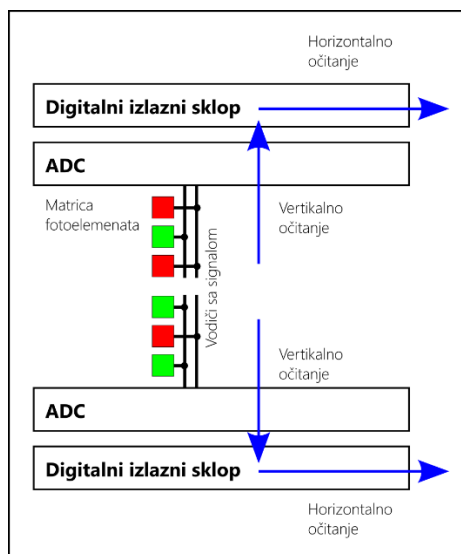 Horizontalno
očitanje
Digitalni izlazni sklop
ADC
Matrica
fotoelemenata
Vertikalno
očitanje
Vodiči sa signalom
Vertikalno
očitanje
ADC
Digitalni izlazni sklop
Horizontalno
očitanje